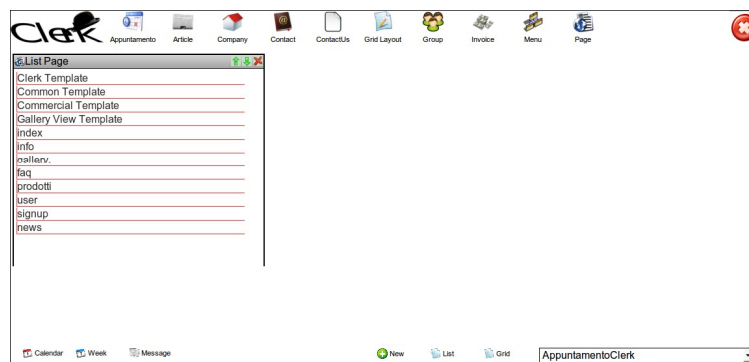 Clerk
Appuntamento Article Company Contact ContactUs Grid Layout Group Invoice Menu Page
List Page
Clerk Template
Common Template
Commercial Template
Gallery View Template
index
info
gallery.
faq
prodotti
user
signup
news
Calendar Week Message New List Grid AppuntamentoClerk